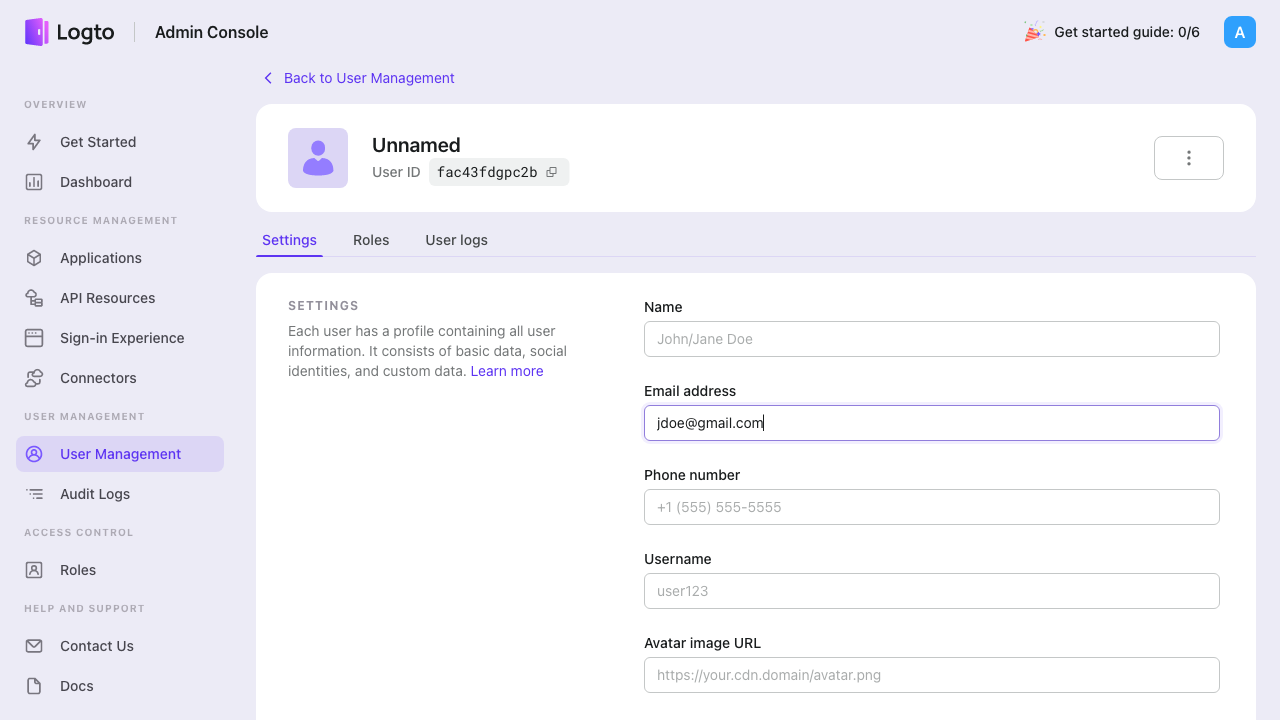 Logto
Admin Console
Get started guide: 0/6
A
OVERVIEW
Get Started
Dashboard
RESOURCE MANAGEMENT
Applications
API Resources
Sign-in Experience
Connectors
USER MANAGEMENT
User Management
Audit Logs
ACCESS CONTROL
Roles
HELP AND SUPPORT
Contact Us
Docs
Back to User Management
Unnamed
User ID fac43fdgpc2b
Settings Roles User logs
SETTINGS
Each user has a profile containing all user
information. It consists of basic data, social
identities, and custom data. Learn more
Name
John/Jane Doe
Email address
jdoe@gmail.com
Phone number
+1 (555) 555-5555
Username
user123
Avatar image URL
https://your.cdn.domain/avatar.png